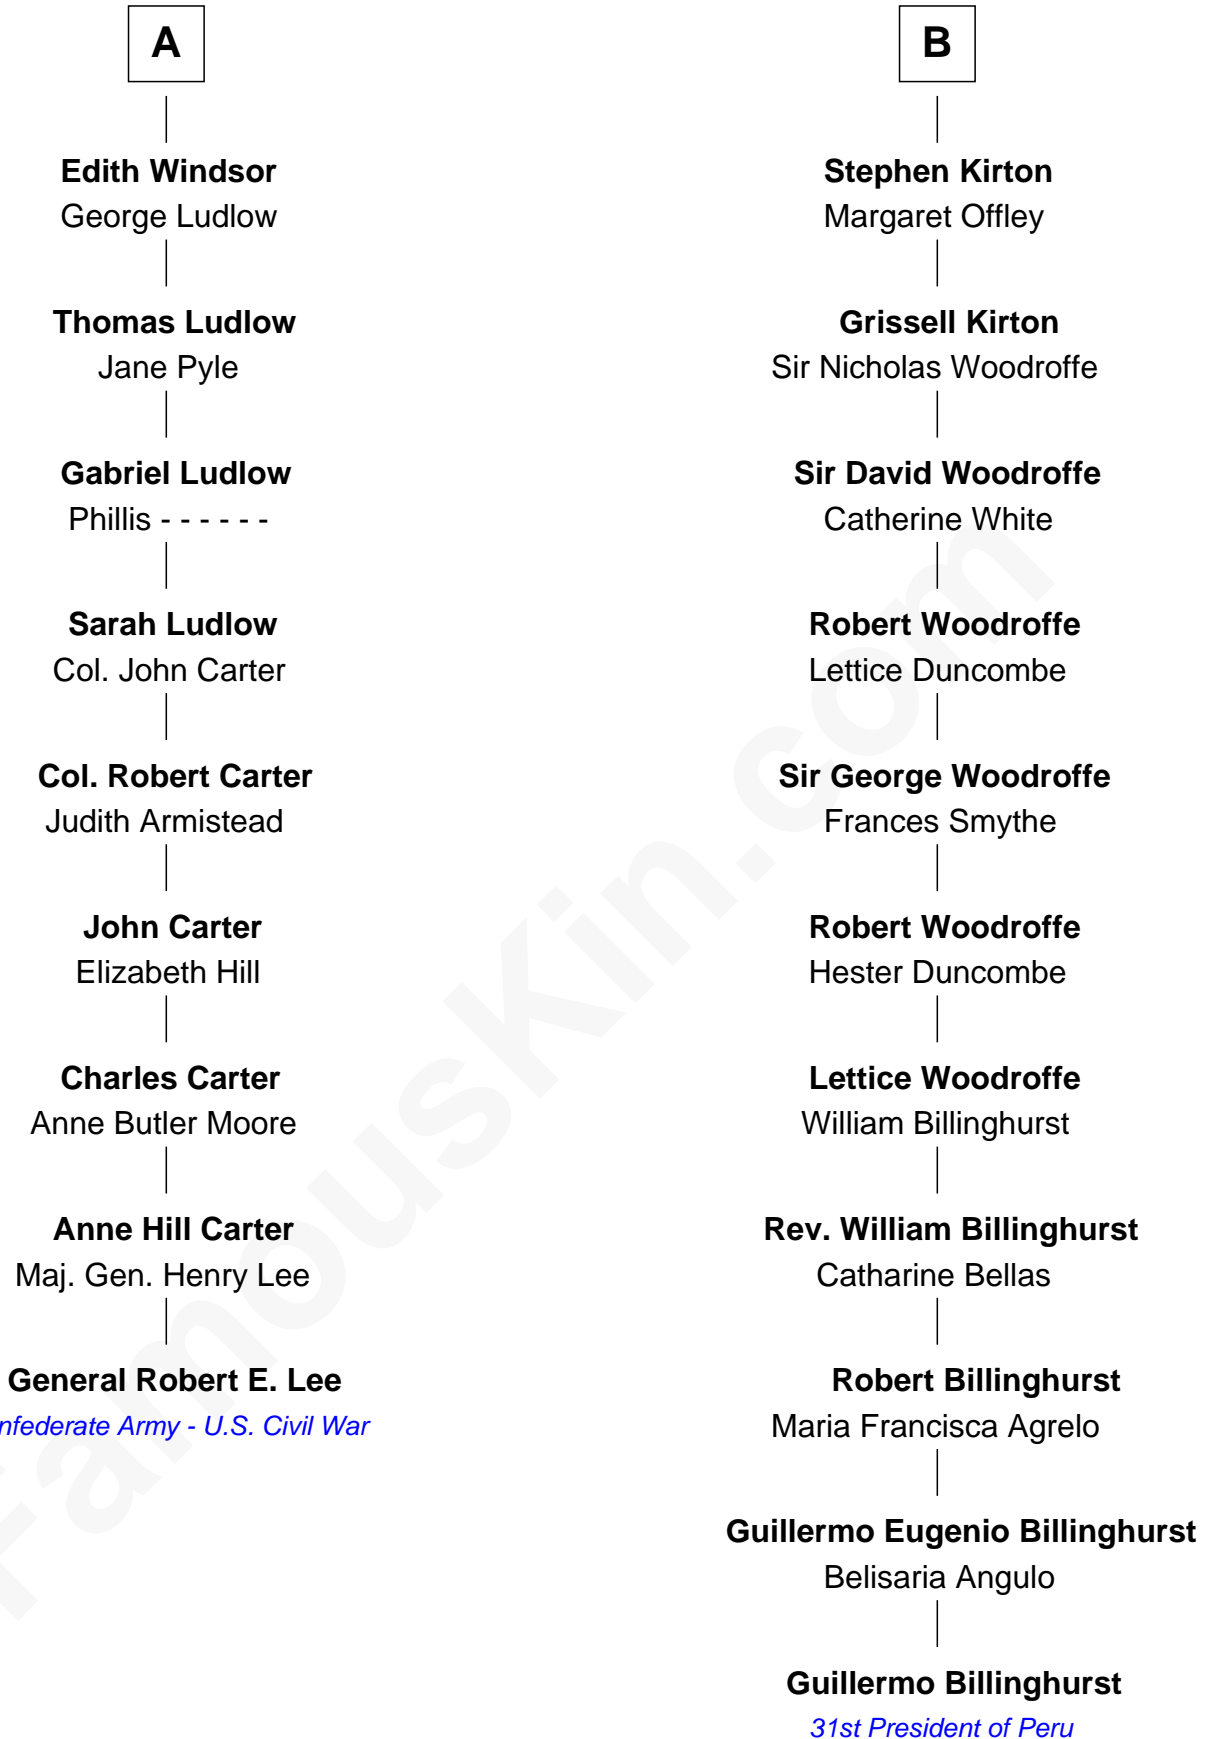 A
Edith Windsor
George Ludlow
Thomas Ludlow
Jane Pyle
Gabriel Ludlow
Phillis - - - - - -
Sarah Ludlow
Col. John Carter
Col. Robert Carter
Judith Armistead
John Carter
Elizabeth Hill
Charles Carter
Anne Butler Moore
Anne Hill Carter
Maj. Gen. Henry Lee
General Robert E. Lee
nfederate Army - U.S. Civil War
B
Stephen Kirton
Margaret Offley
Grissell Kirton
Sir Nicholas Woodroffe
Sir David Woodroffe
Catherine White
Robert Woodroffe
Lettice Duncombe
Sir George Woodroffe
Frances Smythe
Robert Woodroffe
Hester Duncombe
Lettice Woodroffe
William Billinghurst
Rev. William Billinghurst
Catharine Bellas
Robert Billinghurst
Maria Francisca Agrelo
Guillermo Eugenio Billinghurst
Belisaria Angulo
Guillermo Billinghurst
31st President of Peru
FamousKin.com